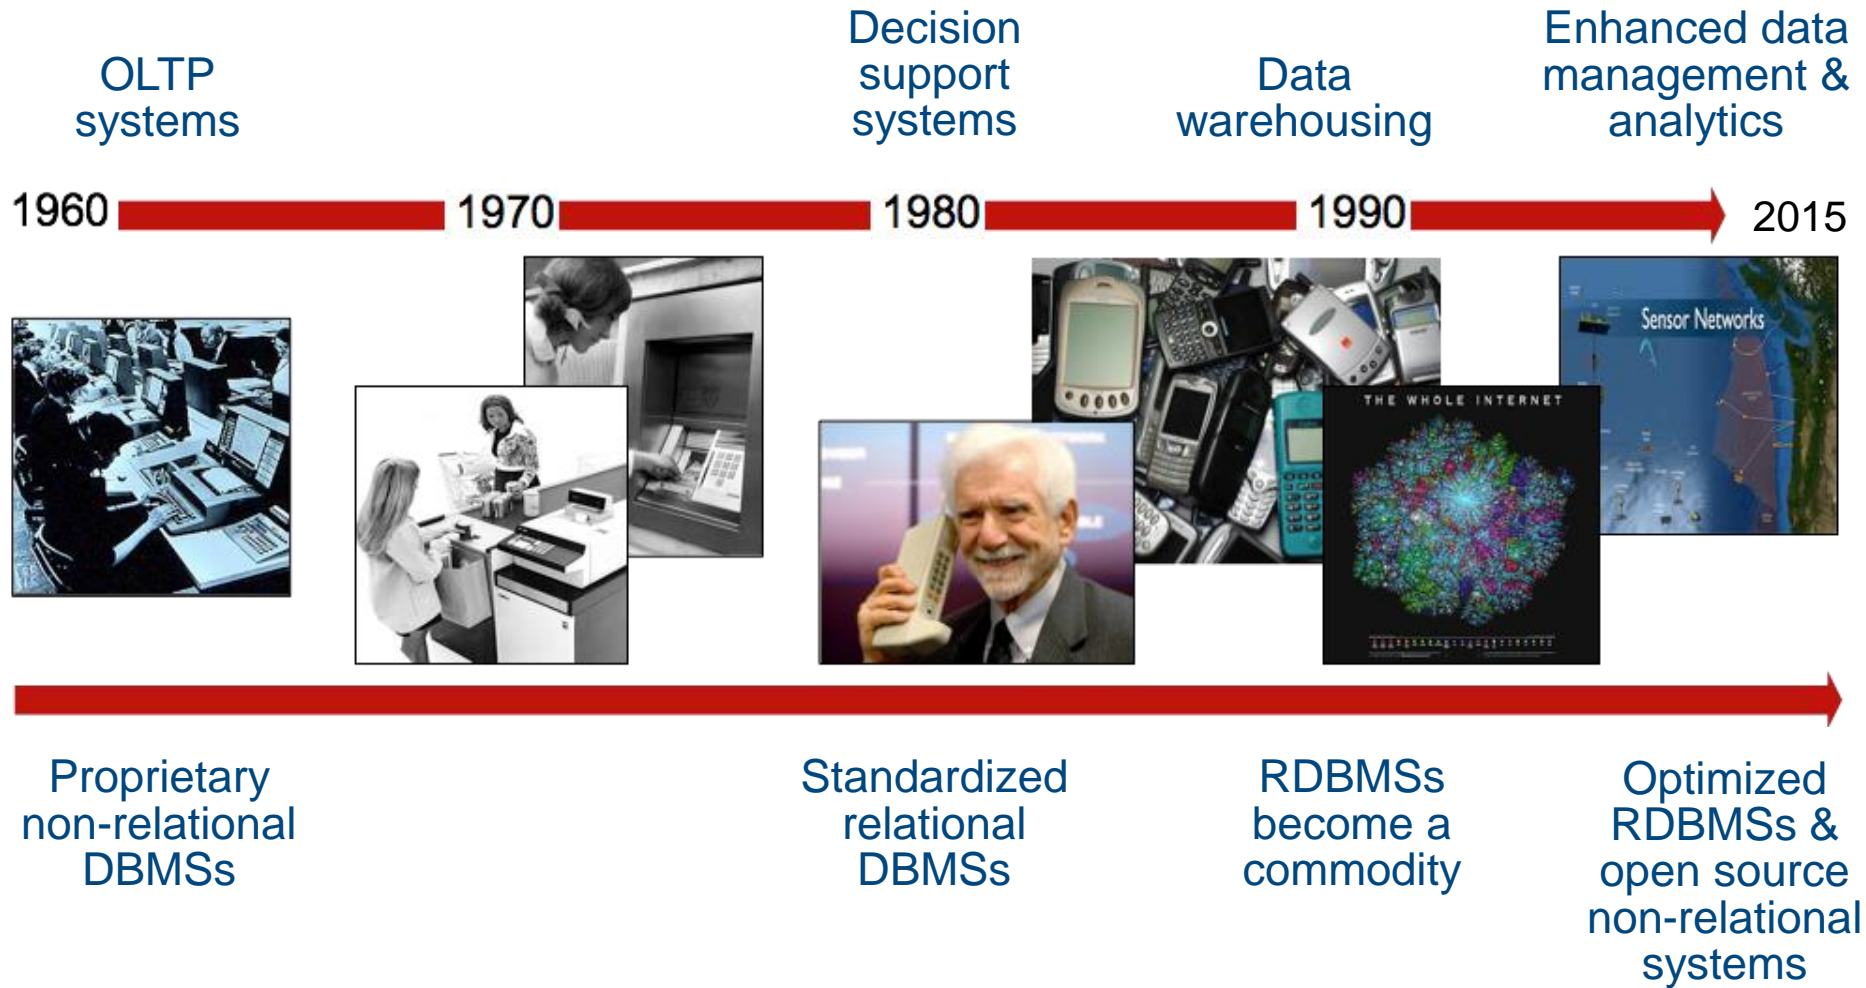 OLTP
systems
Decision
support
systems
Data
warehousing
Enhanced data
management &
analytics
1960
1970
1980
1990
2015
Sensor Networks
THE WHOLE INTERNET
Proprietary
non-relational
DBMSs
Standardized
relational
DBMSs
RDBMSs
become a
commodity
Optimized
RDBMSs &
open source
non-relational
systems